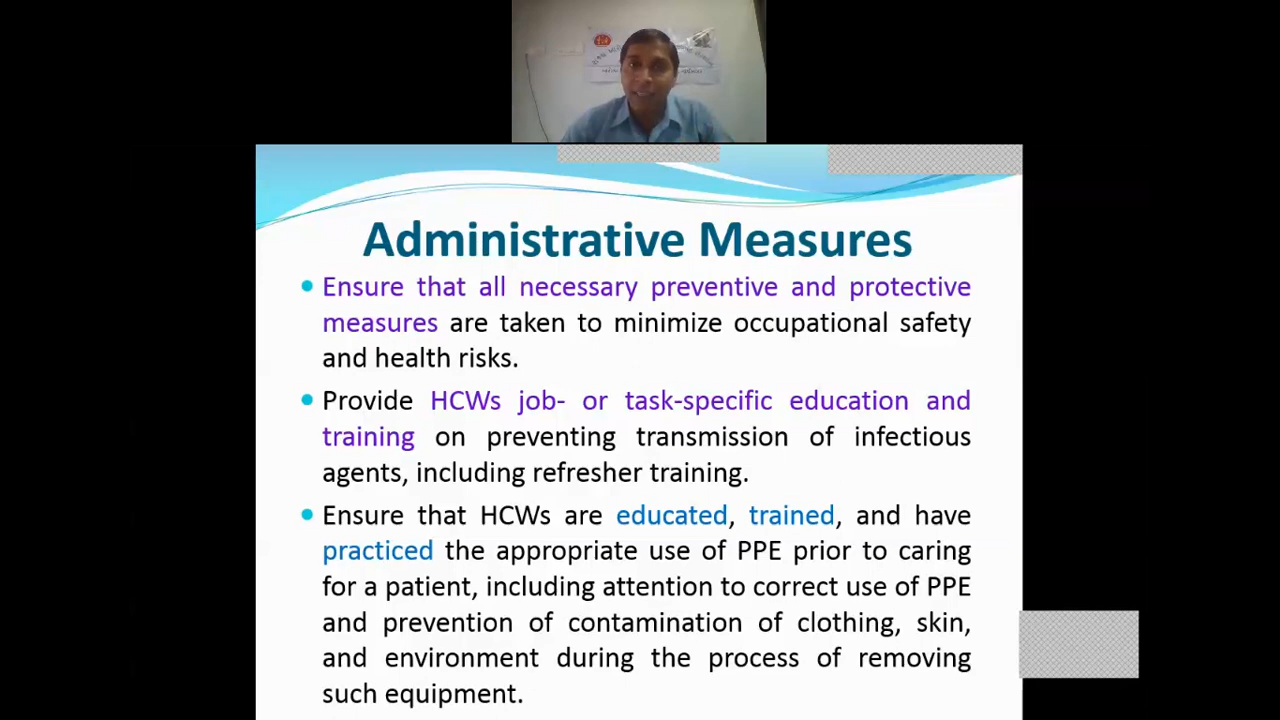 Administrative Measures
Ensure that all necessary preventive and protective
measures are taken to minimize occupational safety
and health risks.
Provide HCWs job- or task-specific education and
training on preventing transmission of infectious
agents, including refresher training.
Ensure that HCWs are educated, trained, and have
practiced the appropriate use of PPE prior to caring
for a patient, including attention to correct use of PPE
and prevention of contamination of clothing, skin,
and environment during the process of removing
such equipment.